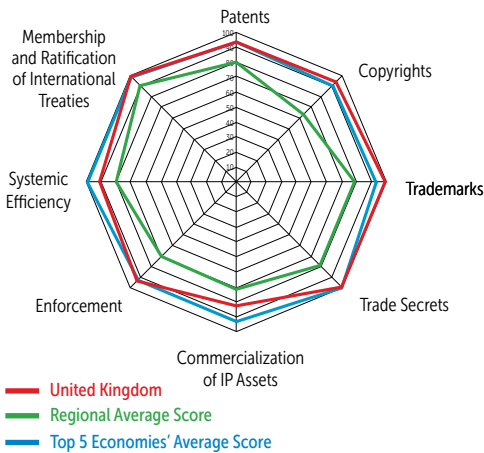 Patents
Membership
and Ratification
of International
Treaties
Copyrights
100
90
80
70
60
50
40
30
20
10
Systemic
Efficiency
Trademarks
Enforcement
Trade Secrets
Commercialization
of IP Assets
United Kingdom
Regional Average Score
Top 5 Economies’ Average Score